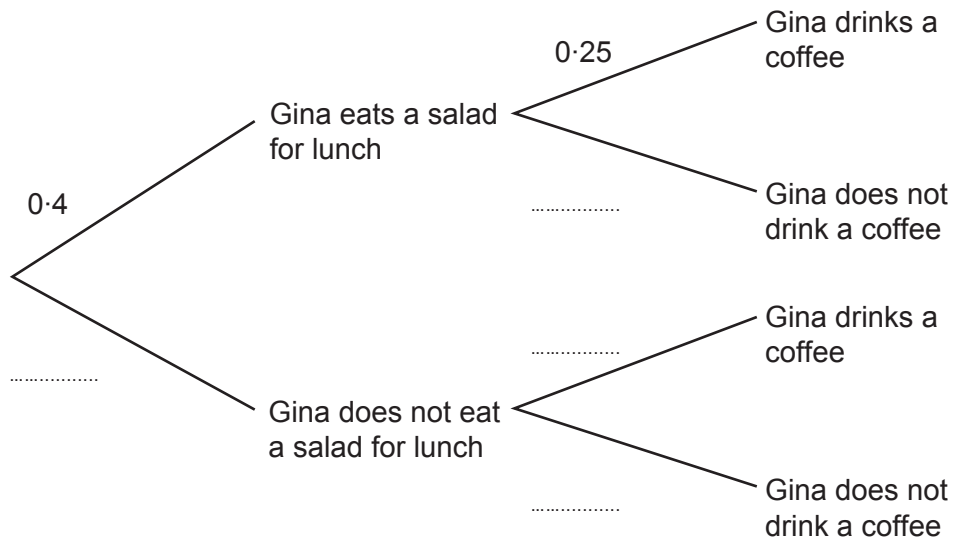 Gina drinks a
coffee
0·25
Gina eats a salad
for lunch
0·4
Gina does not
drink a coffee
...................
Gina drinks a
coffee
...................
...................
Gina does not eat
a salad for lunch
Gina does not
drink a coffee
...................